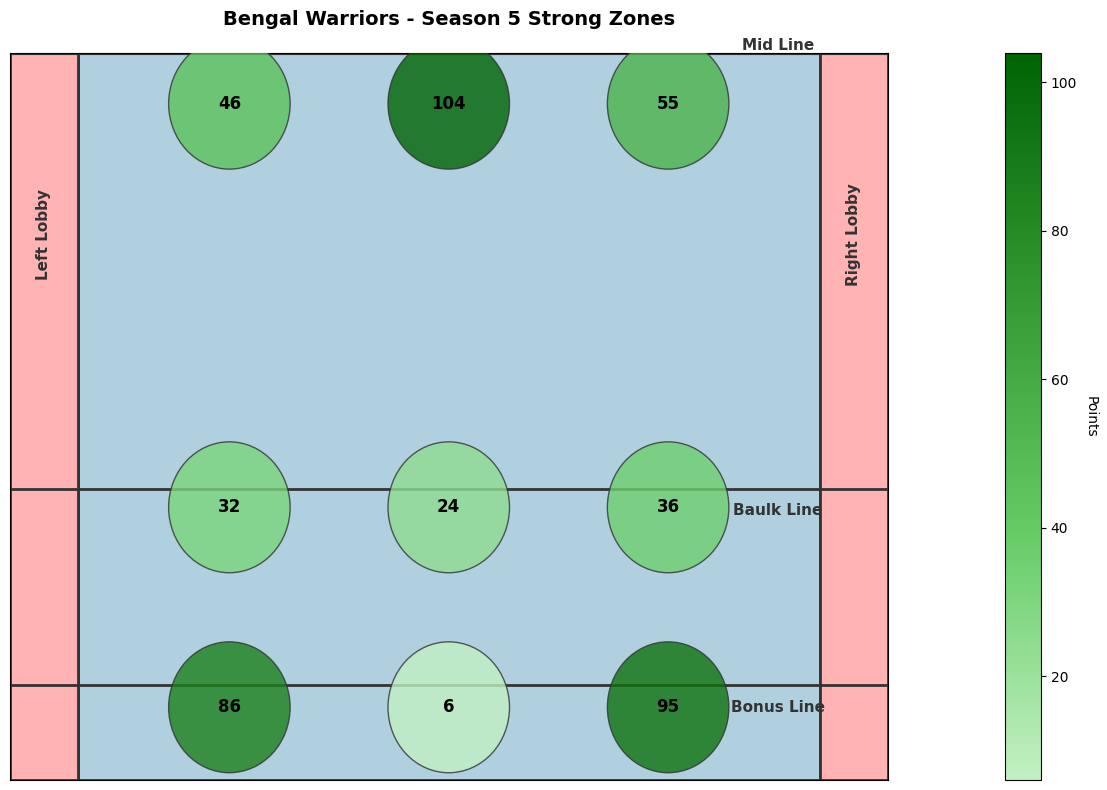 Bengal Warriors - Season 5 Strong Zones
Mid Line
46
104
55
Left Lobby
Right Lobby
32
24
36
Baulk Line
86
6
95
Bonus Line
100
80
60
40
20
Points